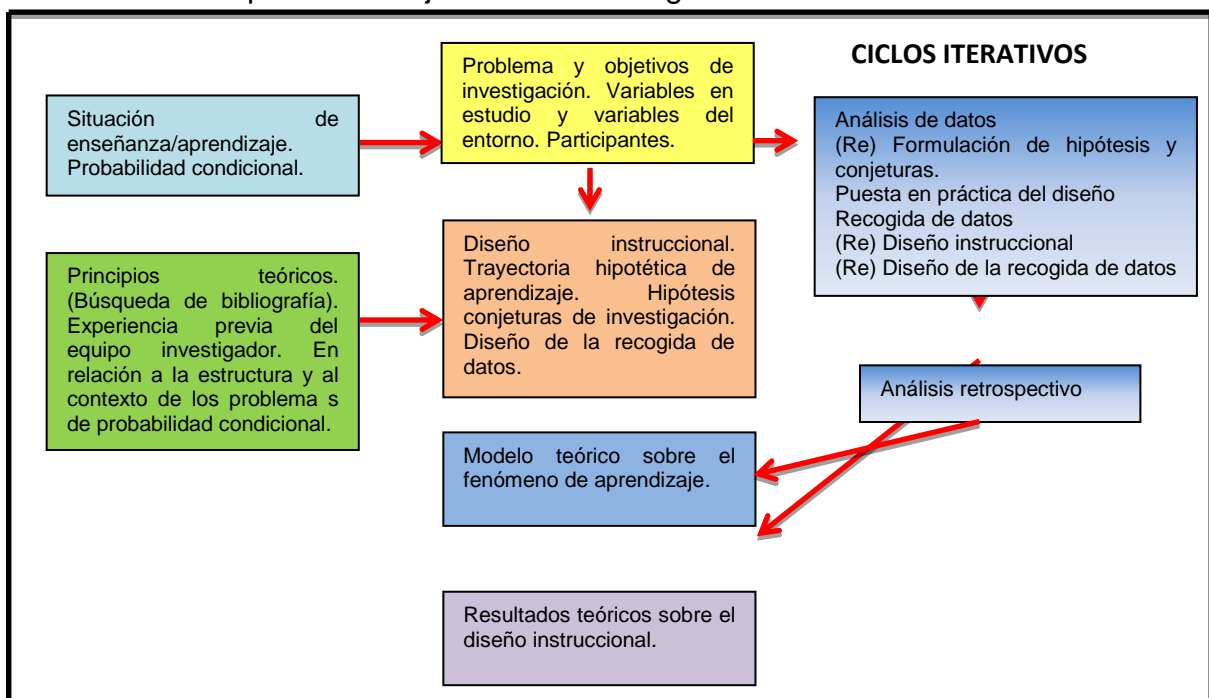 CICLOS ITERATIVOS
Situación de
enseñanza/aprendizaje.
Probabilidad condicional.
Problema y objetivos de
investigación. Variables en
estudio y variables del
entorno. Participantes.
Análisis de datos
(Re) Formulación de hipótesis y
conjeturas.
Puesta en práctica del diseño
Recogida de datos
(Re) Diseño instruccional
(Re) Diseño de la recogida de datos
Principios teóricos.
(Búsqueda de bibliografía).
Experiencia previa del
equipo investigador. En
relación a la estructura y al
contexto de los problema s
de probabilidad condicional.
Diseño instruccional.
Trayectoria hipotética de
aprendizaje. Hipótesis
conjeturas de investigación.
Diseño de la recogida de
datos.
Análisis retrospectivo
Modelo teórico sobre el
fenómeno de aprendizaje.
Resultados teóricos sobre el
diseño instruccional.